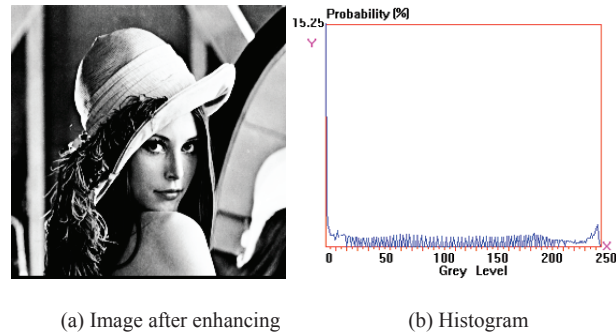 Probability (%)
15.25
Y
X
0 50 100 150 200 250
Grey Level
(a) Image after enhancing
(b) Histogram